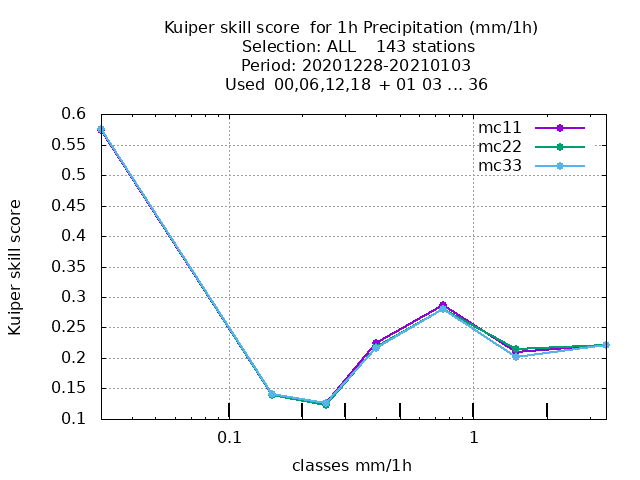 Kuiper skill score  for 1h Precipitation (mm/1h)
Selection: ALL    143 stations
Period: 20201228-20210103
Used  00,06,12,18  + 01 03 ... 36
mc11
mc22
mc33
Kuiper skill score
0.6
0.55
0.5
0.45
0.4
0.35
0.3
0.25
0.2
0.15
0.1
0.1
1
classes mm/1h